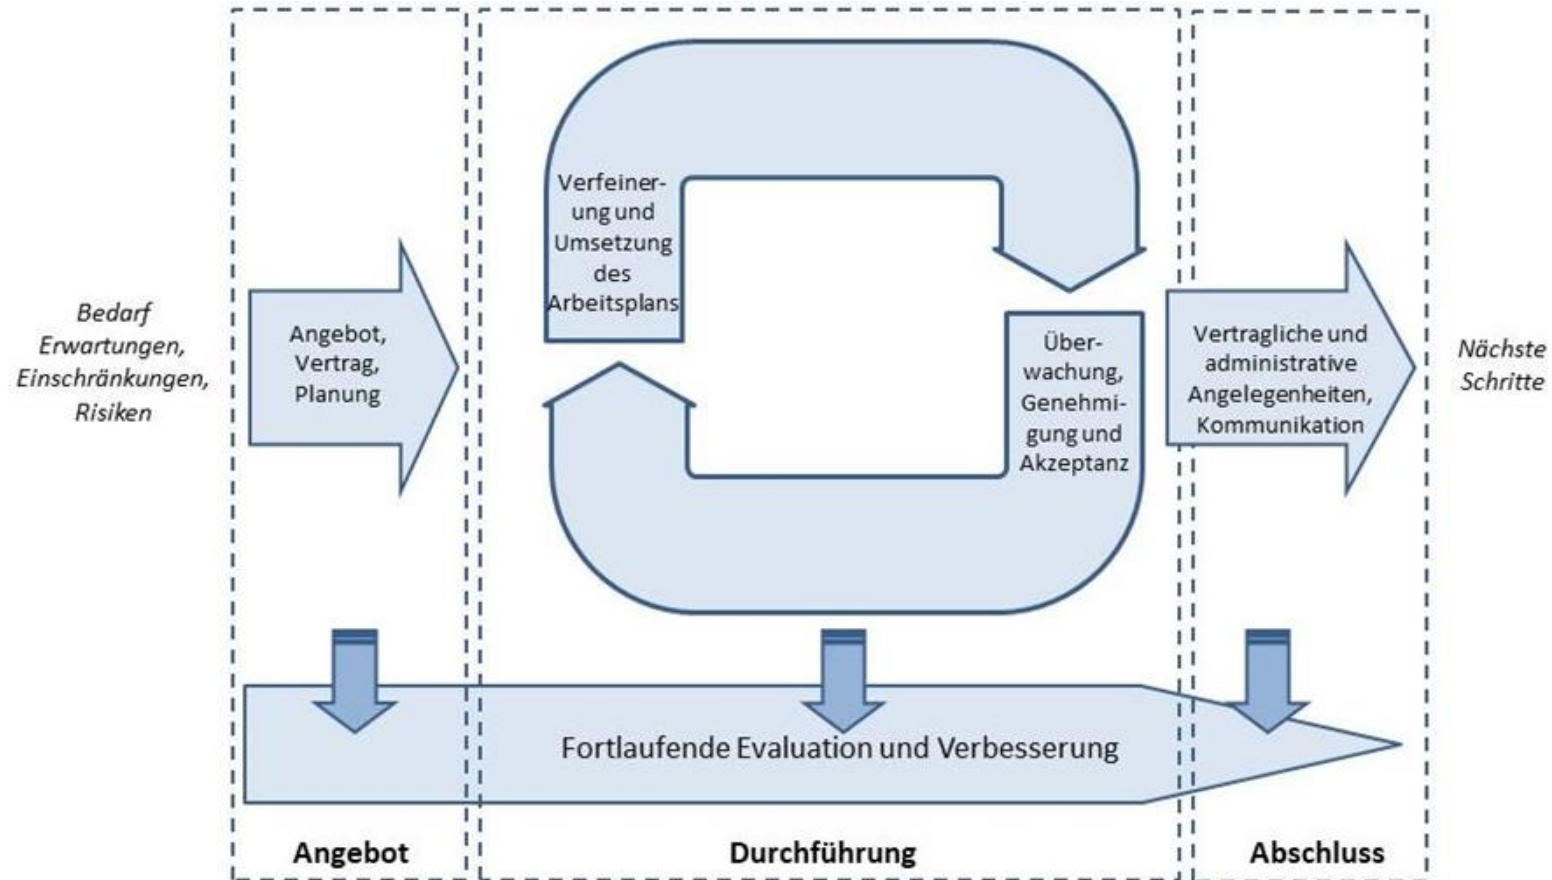 Bedarf
Erwartungen,
Einschränkungen,
Risiken
Angebot,
Vertrag,
Planung
Verfeiner-
ung und
Umsetzung
des
Arbeitsplans
Über-
wachung,
Genehmi-
gung und
Akzeptanz
Vertragliche und
administrative
Angelegenheiten,
Kommunikation
Nächste
Schritte
Fortlaufende Evaluation und Verbesserung
Angebot
Durchführung
Abschluss